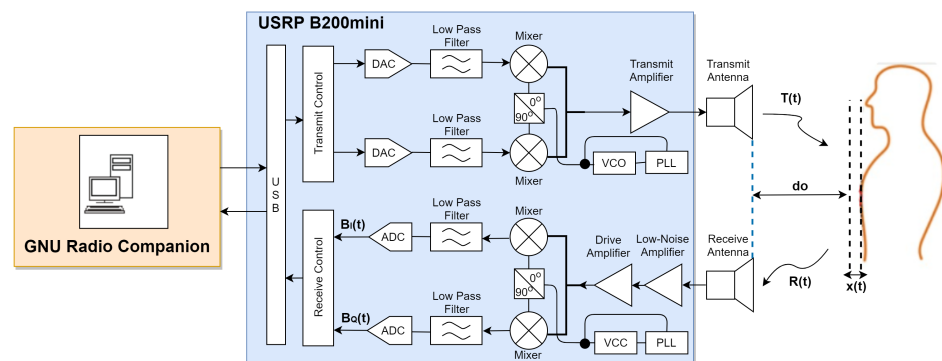 USRP B200mini
Low Pass
Filter
Mixer
DAC
Transmit Control
0°
90°
Transmit
Amplifier
Transmit
Antenna
T(t)
Low Pass
Filter
DAC
Mixer
VCO
PLL
USB
GNU Radio Companion
do
Low Pass
Filter
Mixer
BI(t)
ADC
Receive Control
0°
90°
Drive
Amplifier
Low-Noise
Amplifier
Receive
Antenna
R(t)
x(t)
Low Pass
Filter
BQ(t)
ADC
Mixer
VCC
PLL